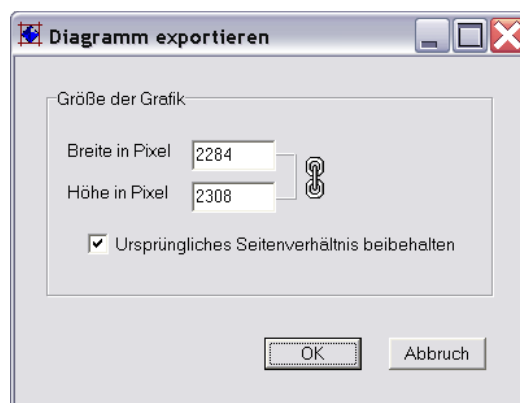 Diagramm exportieren
Größe der Grafik
Breite in Pixel 2284
Höhe in Pixel 2308
Ursprüngliches Seitenverhältnis beibehalten
OK Abbruch